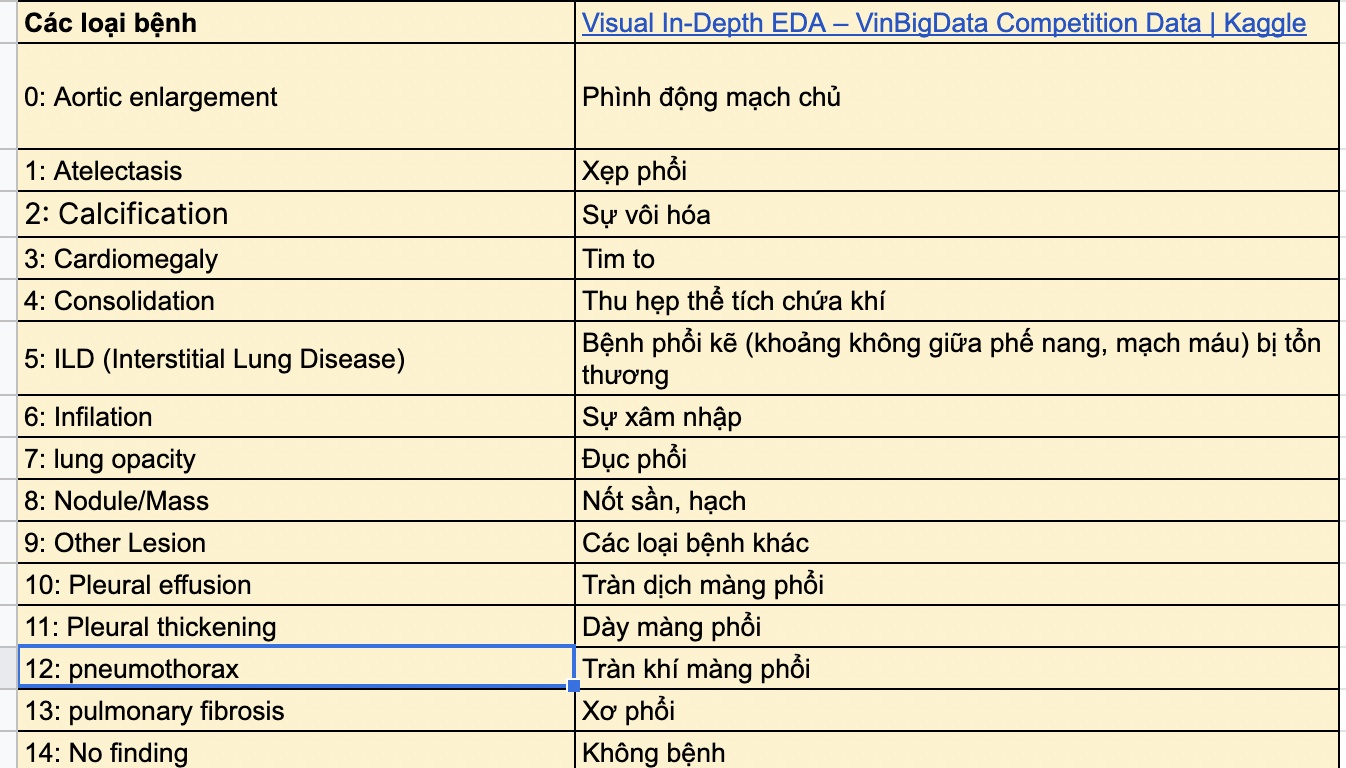 Các loại bệnh Visual In-Depth EDA – VinBigData Competition Data | Kaggle
0: Aortic enlargement Phình động mạch chủ
1: Atelectasis Xẹp phổi
2: Calcification Sự vôi hóa
3: Cardiomegaly Tim to
4: Consolidation Thu hẹp thể tích chứa khí
5: ILD (Interstitial Lung Disease) Bệnh phổi kẽ (khoảng không giữa phế nang, mạch máu) bị tổn
thương
6: Infilation Sự xâm nhập
7: lung opacity Đục phổi
8: Nodule/Mass Nốt sần, hạch
9: Other Lesion Các loại bệnh khác
10: Pleural effusion Tràn dịch màng phổi
11: Pleural thickening Dày màng phổi
12: pneumothorax Tràn khí màng phổi
13: pulmonary fibrosis Xơ phổi
14: No finding Không bệnh